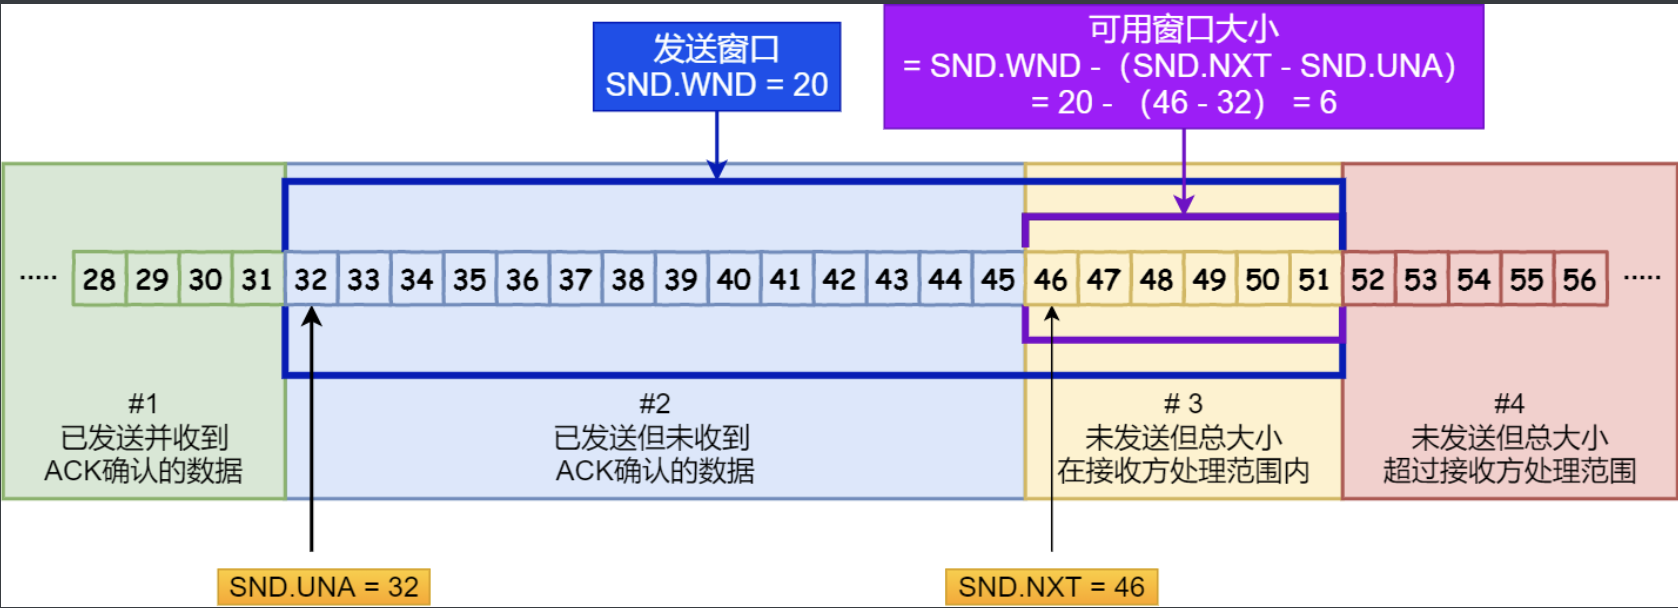 发送窗口
SND.WND = 20
可用窗口大小
= SND.WND -（SND.NXT - SND.UNA）
= 20 - （46 - 32） = 6
..... 28 29 30 31 32 33 34 35 36 37 38 39 40 41 42 43 44 45 46 47 48 49 50 51 52 53 54 55 56 .....
#1
已发送并收到
ACK确认的数据
#2
已发送但未收到
ACK确认的数据
# 3
未发送但总大小
在接收方处理范围内
#4
未发送但总大小
超过接收方处理范围
SND.UNA = 32
SND.NXT = 46